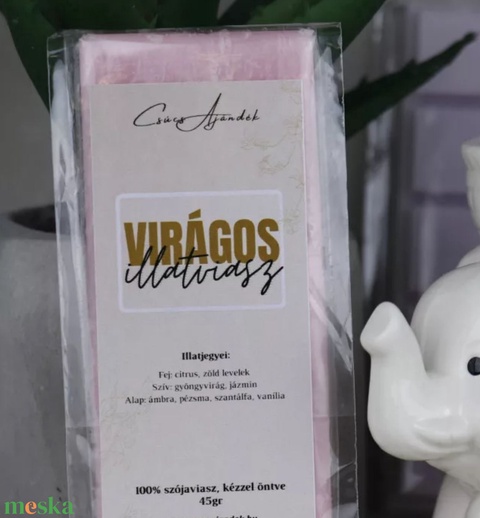 Csúcs Ajándék
VIRÁGOS
illatviasz
Illatjegyei:
Fej: citrus, zöld levelek
Szív: gyöngyvirág, jázmin
Alap: ámbra, pézsma, szantálfa, vanília
100% szójaviasz, kézzel öntve
45gr
meska